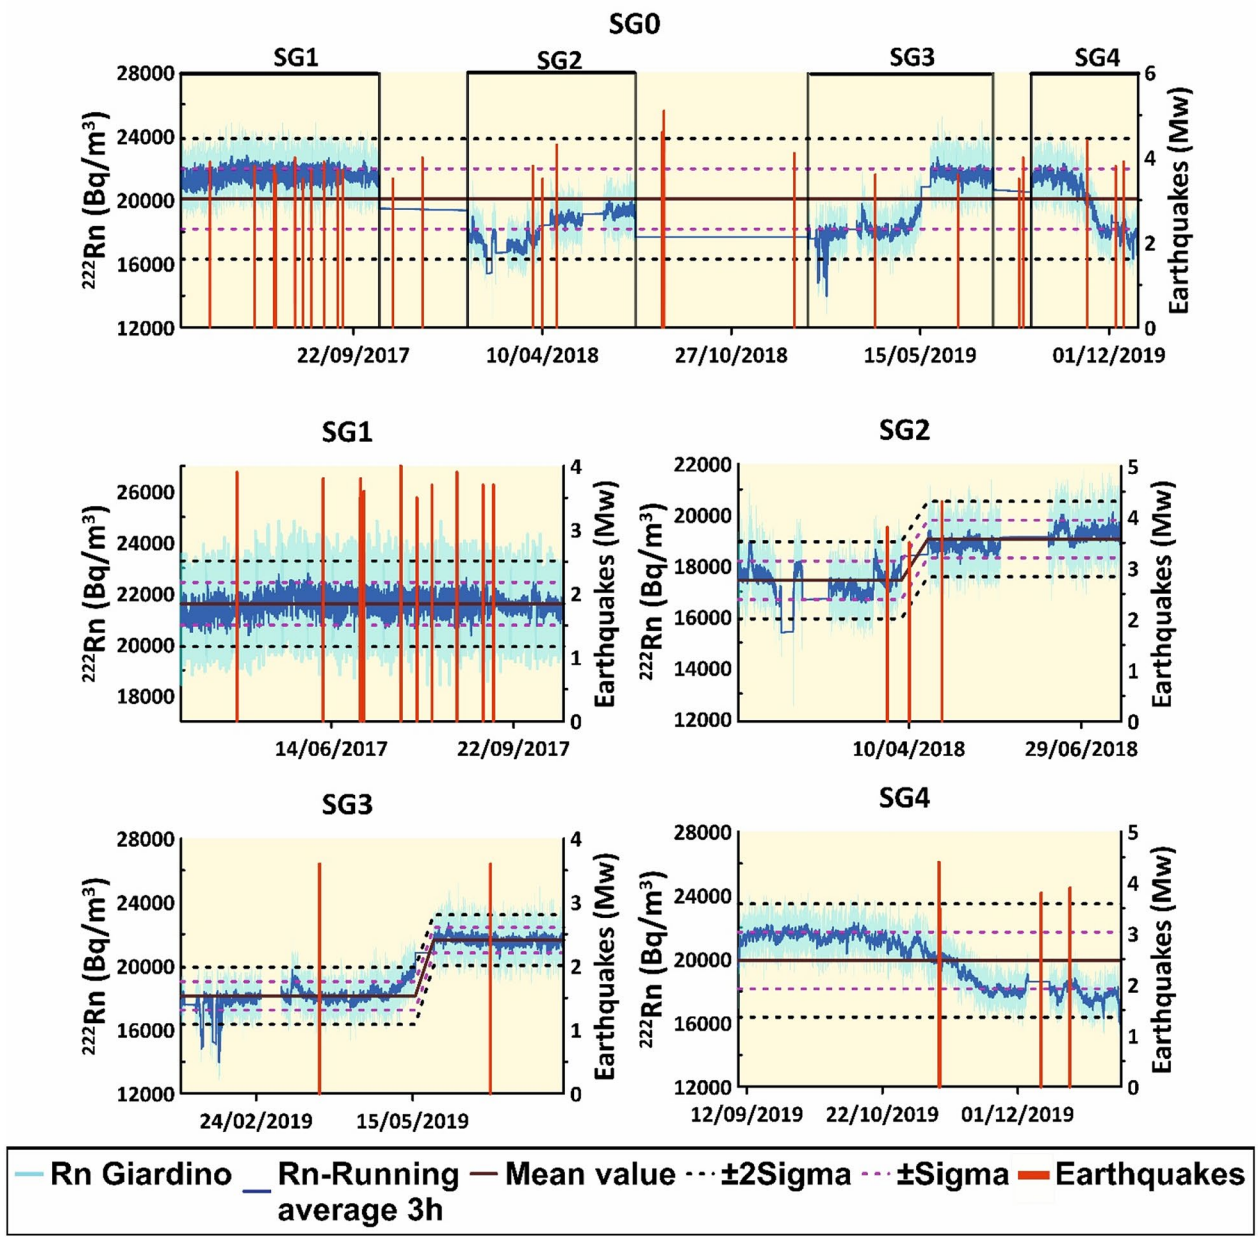 SG0
SG1 SG2 SG3 SG4
28000 6
24000 5
20000 4
16000 3
12000 2
1
0
²²²Rn (Bq/m³)
Earthquakes (Mw)
22/09/2017 10/04/2018 27/10/2018 15/05/2019 01/12/2019
SG1
26000
24000
22000
20000
18000
²²²Rn (Bq/m³)
4
3
2
1
0
Earthquakes (Mw)
14/06/2017 22/09/2017
SG2
22000
20000
18000
16000
14000
12000
²²²Rn (Bq/m³)
5
4
3
2
1
0
Earthquakes (Mw)
10/04/2018 29/06/2018
SG3
28000
24000
20000
16000
12000
²²²Rn (Bq/m³)
4
3
2
1
0
Earthquakes (Mw)
24/02/2019 15/05/2019
SG4
28000
24000
20000
16000
12000
²²²Rn (Bq/m³)
5
4
3
2
1
0
Earthquakes (Mw)
12/09/2019 22/10/2019 01/12/2019
Rn Giardino Rn-Running Mean value ±2Sigma ±Sigma Earthquakes
average 3h